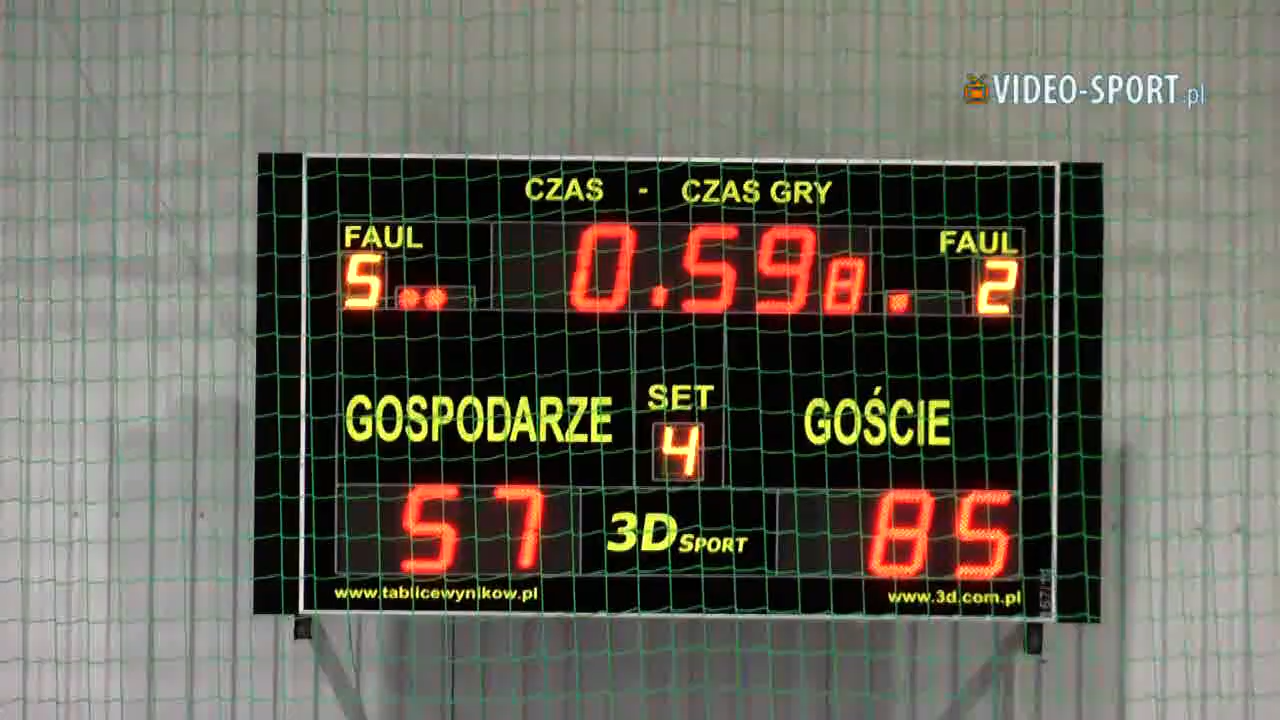 VIDEO-SPORT.pl
CZAS - CZAS GRY
FAUL FAUL
5 0.598 2
GOSPODARZE SET GOŚCIE
4
57 3D SPORT 85
www.tablicewynikow.pl www.3d.com.pl